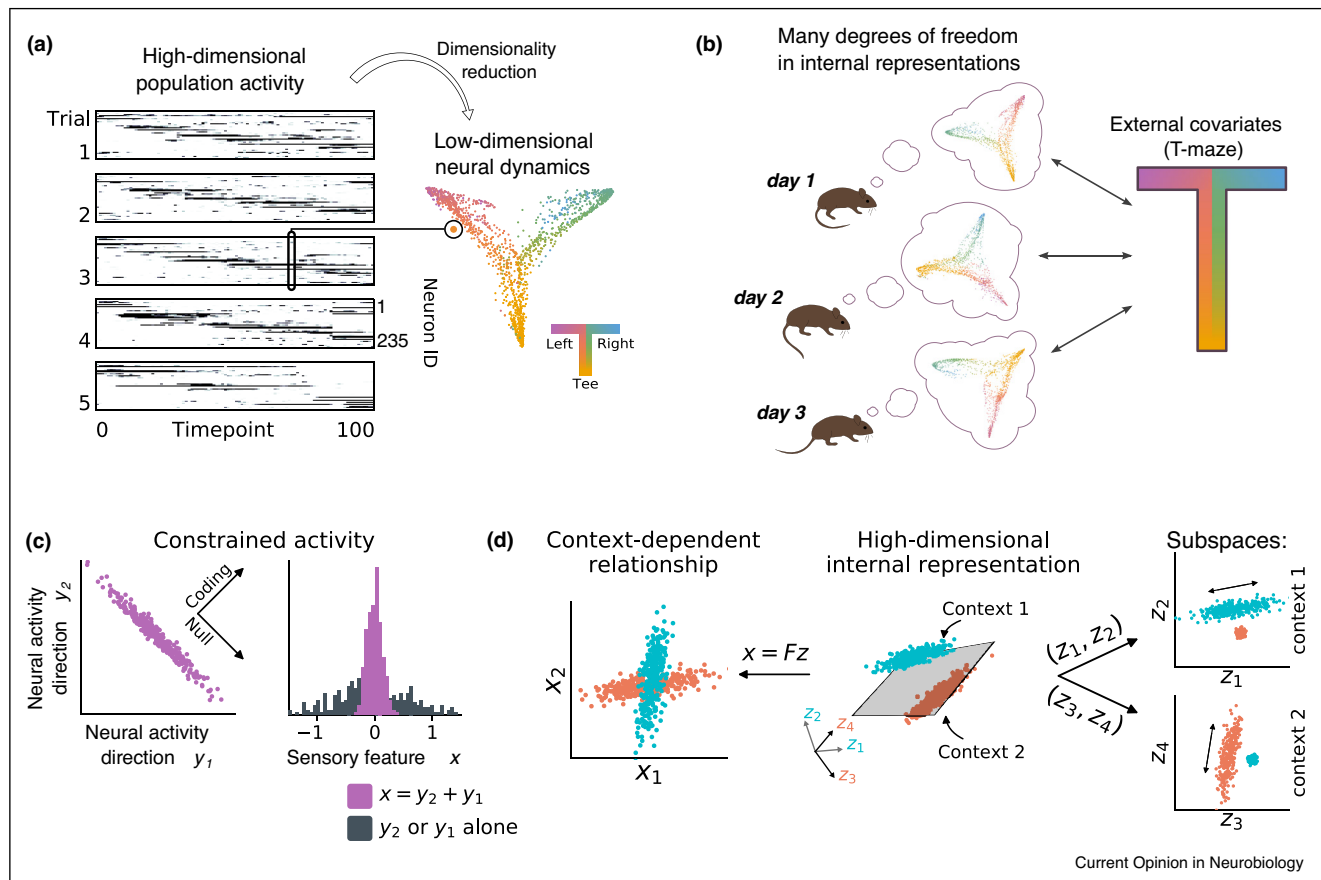 (a)
High-dimensional
population activity
Dimensionality
reduction
Low-dimensional
neural dynamics
Trial
1
2
3
4
5
1
235
Neuron ID
0 Timepoint 100
Left Right
Tee
(b)
Many degrees of freedom
in internal representations
day 1
day 2
day 3
External covariates
(T-maze)
(c) Constrained activity
Neural activity
direction y2
Coding
Null
Neural activity
direction y1
−1 0 1
Sensory feature x
x = y2 + y1
y2 or y1 alone
(d)
Context-dependent
relationship
x2
x1
x = Fz
High-dimensional
internal representation
Context 1
Context 2
z2
z4
z1
z3
(z1, z2)
(z3, z4)
Subspaces:
z2
z1
context 1
z4
z3
context 2
Current Opinion in Neurobiology